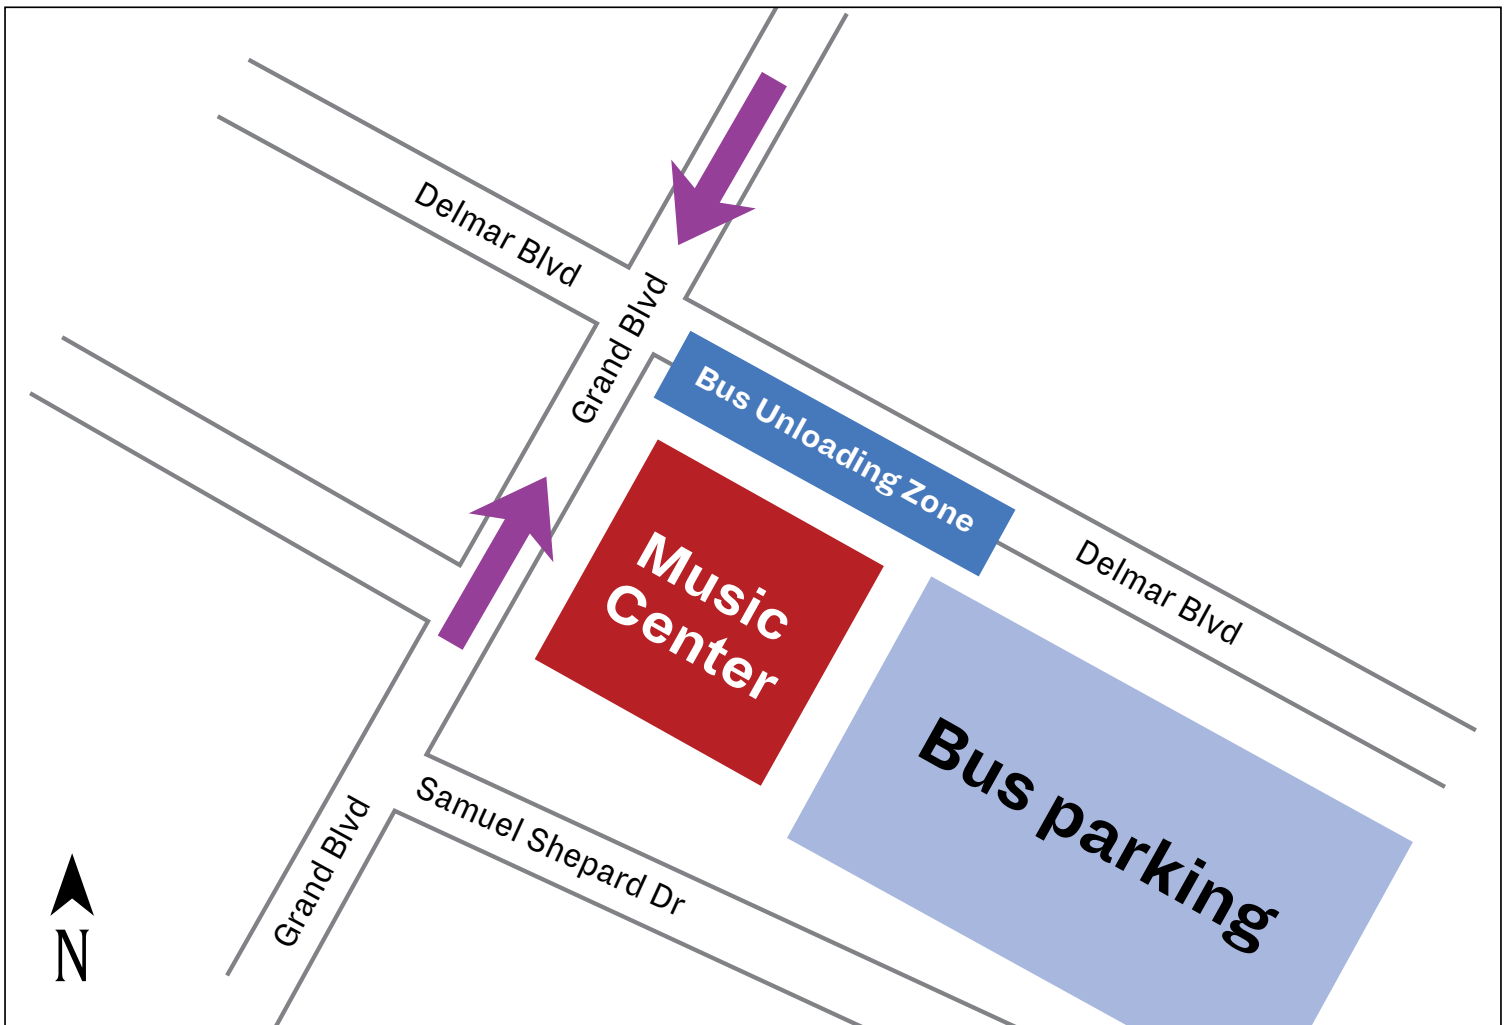 Delmar Blvd
Grand Blvd
Bus Unloading Zone
Music
Center
Delmar Blvd
Bus parking
Samuel Shepard Dr
Grand Blvd
N